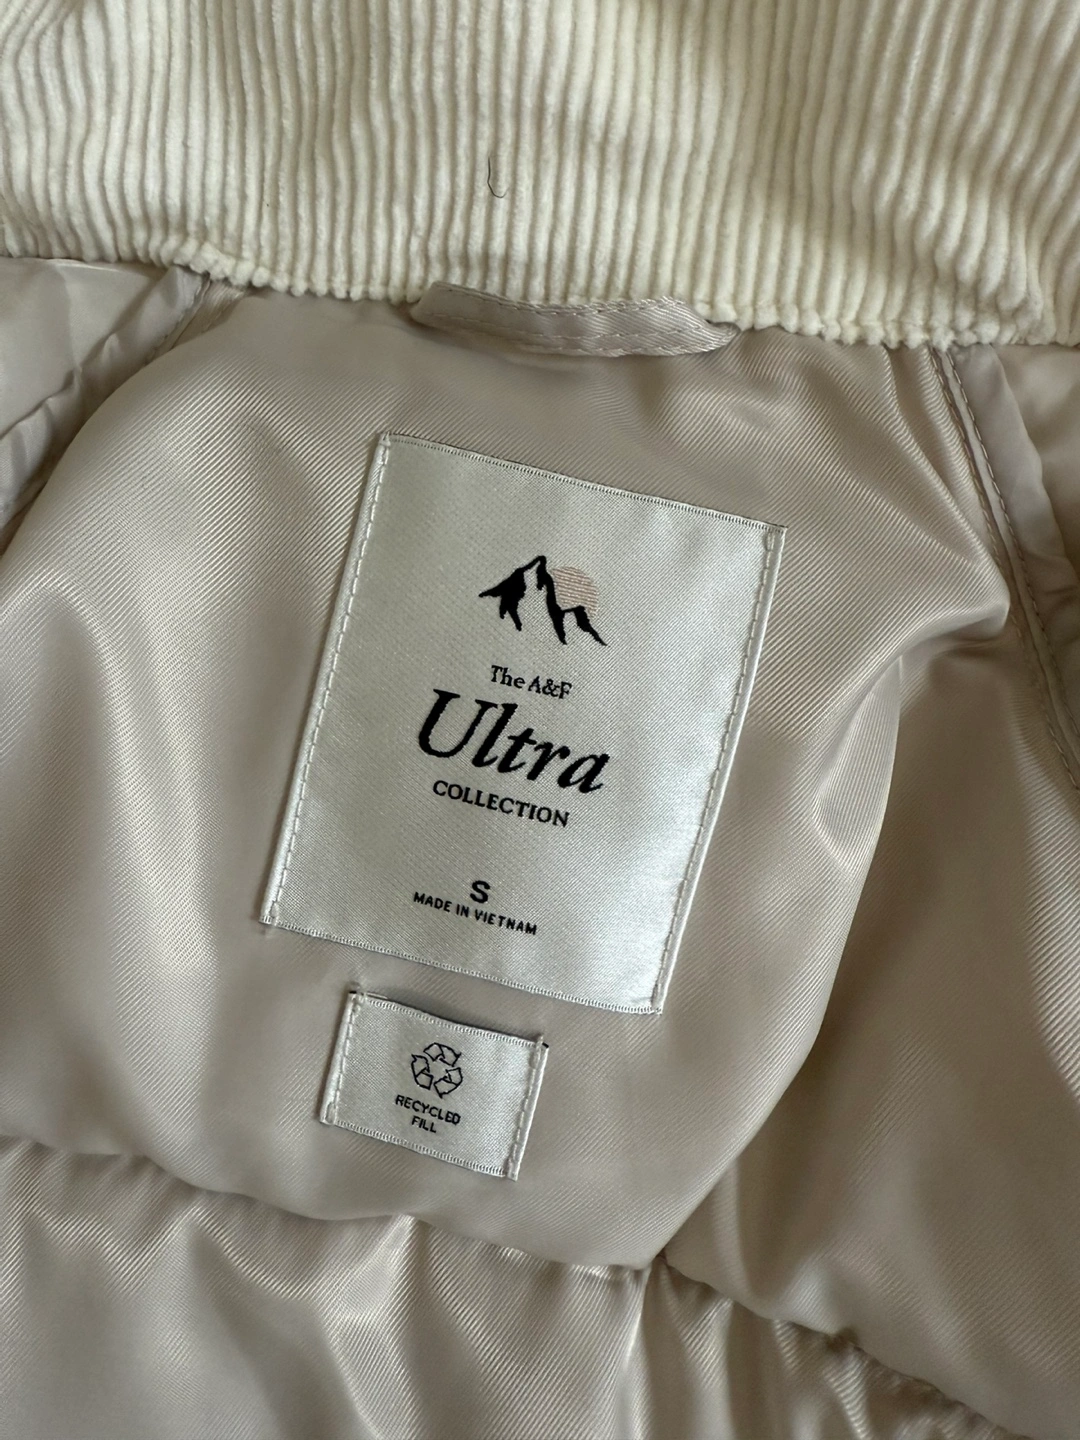 The A&F
Ultra
COLLECTION
S
MADE IN VIETNAM
RECYCLED
FILL